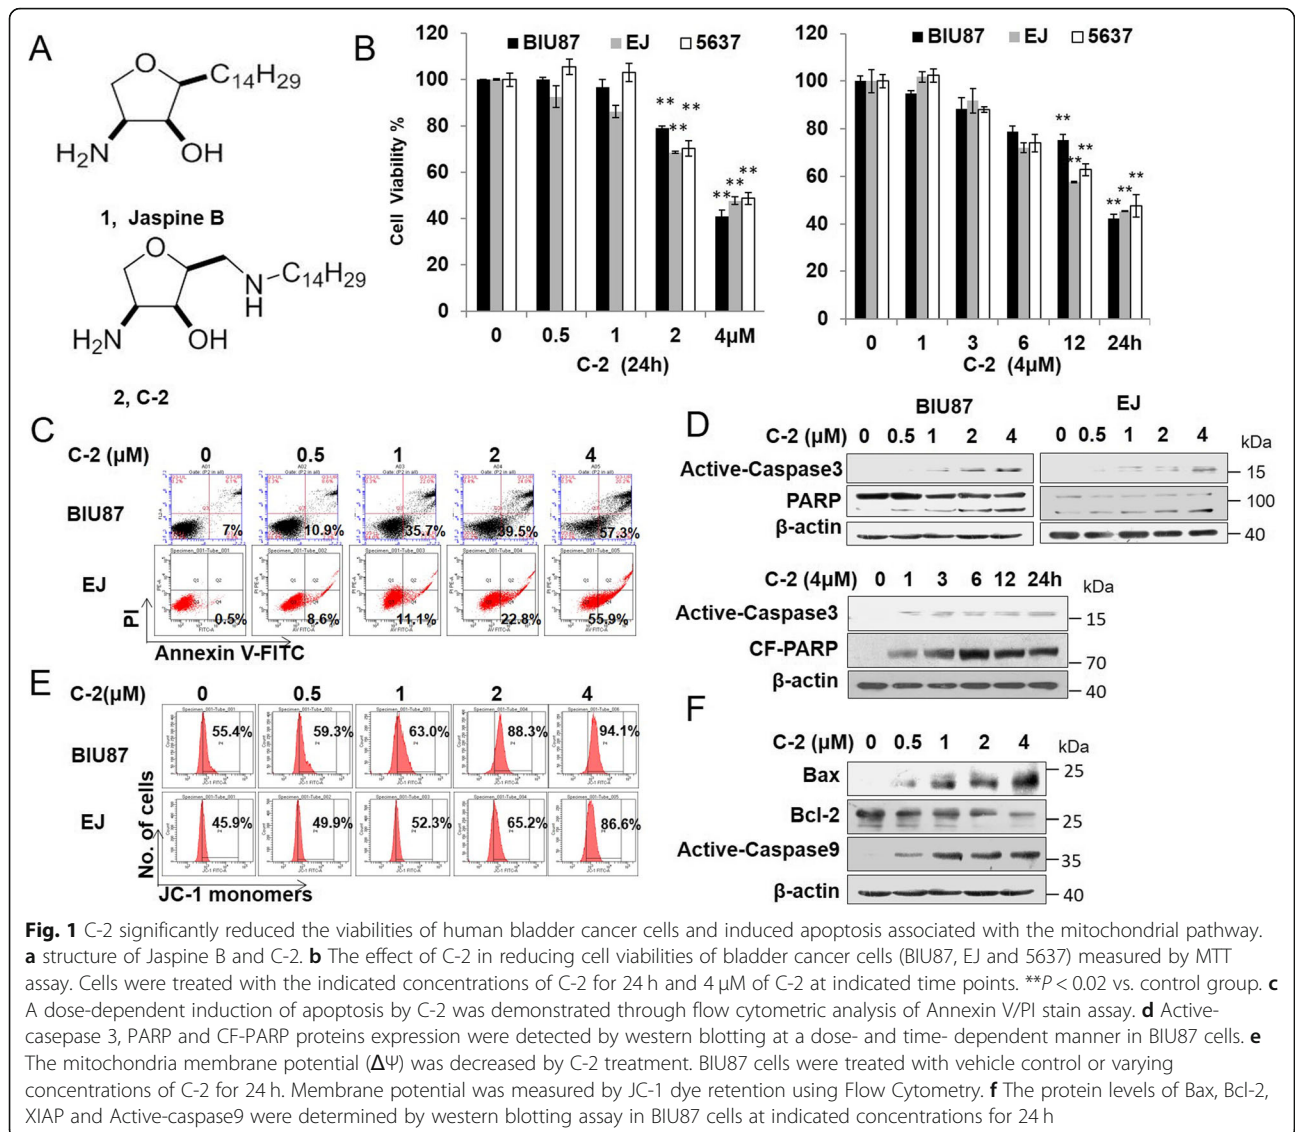 A
O
C14H29
H2N
OH
1, Jaspine B
O
N
H
C14H29
H2N
OH
2, C-2
B
120
100
80
60
40
20
0
Cell Viability %
BIU87 EJ 5637
** ** **
** ** **
0 0.5 1 2 4µM
C-2 (24h)
120
100
80
60
40
20
0
BIU87 EJ 5637
** ** **
** ** **
0 1 3 6 12 24h
C-2 (4µM)
C
C-2 (µM) 0 0.5 1 2 4
BIU87
7% 10.9% 35.7% 39.5% 57.3%
Specimen_001-Tube_001 Specimen_001-Tube_002 Specimen_001-Tube_003 Specimen_001-Tube_004 Specimen_001-Tube_005
EJ
0.5% 8.6% 11.1% 22.8% 55.9%
PI
Annexin V-FITC
D
BIU87 EJ
C-2 (µM) 0 0.5 1 2 4 0 0.5 1 2 4 kDa
Active-Caspase3 15
PARP 100
β-actin 40
C-2 (4µM) 0 1 3 6 12 24h kDa
Active-Caspase3 15
CF-PARP 70
β-actin 40
E
C-2(µM) 0 0.5 1 2 4
BIU87
55.4% 59.3% 63.0% 88.3% 94.1%
EJ
45.9% 49.9% 52.3% 65.2% 86.6%
No. of cells
JC-1 monomers
F
C-2 (µM) 0 0.5 1 2 4 kDa
Bax 25
Bcl-2 25
Active-Caspase9 35
β-actin 40
Fig. 1 C-2 significantly reduced the viabilities of human bladder cancer cells and induced apoptosis associated with the mitochondrial pathway.
a structure of Jaspine B and C-2. b The effect of C-2 in reducing cell viabilities of bladder cancer cells (BIU87, EJ and 5637) measured by MTT
assay. Cells were treated with the indicated concentrations of C-2 for 24 h and 4 µM of C-2 at indicated time points. **P < 0.02 vs. control group. c
A dose-dependent induction of apoptosis by C-2 was demonstrated through flow cytometric analysis of Annexin V/PI stain assay. d Active-
casepase 3, PARP and CF-PARP proteins expression were detected by western blotting at a dose- and time- dependent manner in BIU87 cells. e
The mitochondria membrane potential (ΔΨ) was decreased by C-2 treatment. BIU87 cells were treated with vehicle control or varying
concentrations of C-2 for 24 h. Membrane potential was measured by JC-1 dye retention using Flow Cytometry. f The protein levels of Bax, Bcl-2,
XIAP and Active-caspase9 were determined by western blotting assay in BIU87 cells at indicated concentrations for 24 h